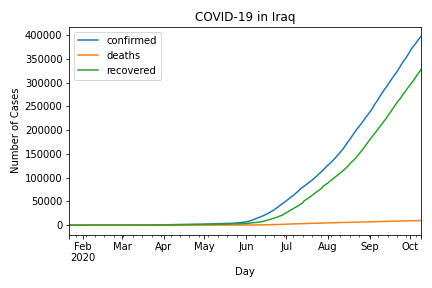 COVID-19 in Iraq
confirmed
deaths
recovered
Number of Cases
400000
350000
300000
250000
200000
150000
100000
50000
0
Feb Mar Apr May Jun Jul Aug Sep Oct
2020
Day